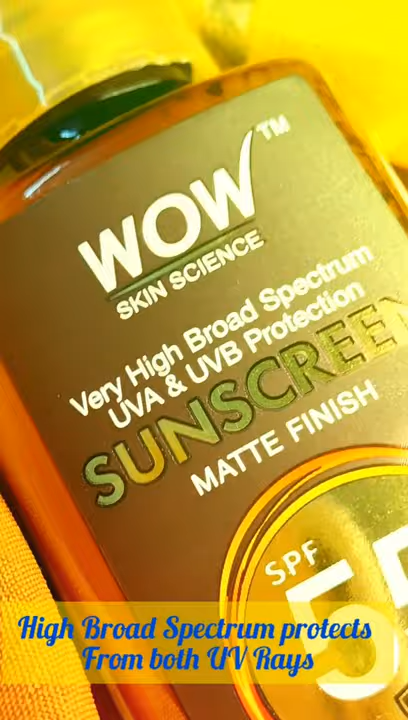 WOW™
SKIN SCIENCE
Very High Broad Spectrum
UVA & UVB Protection
SUNSCREEN
MATTE FINISH
SPF
55
High Broad Spectrum protects
From both UV Rays